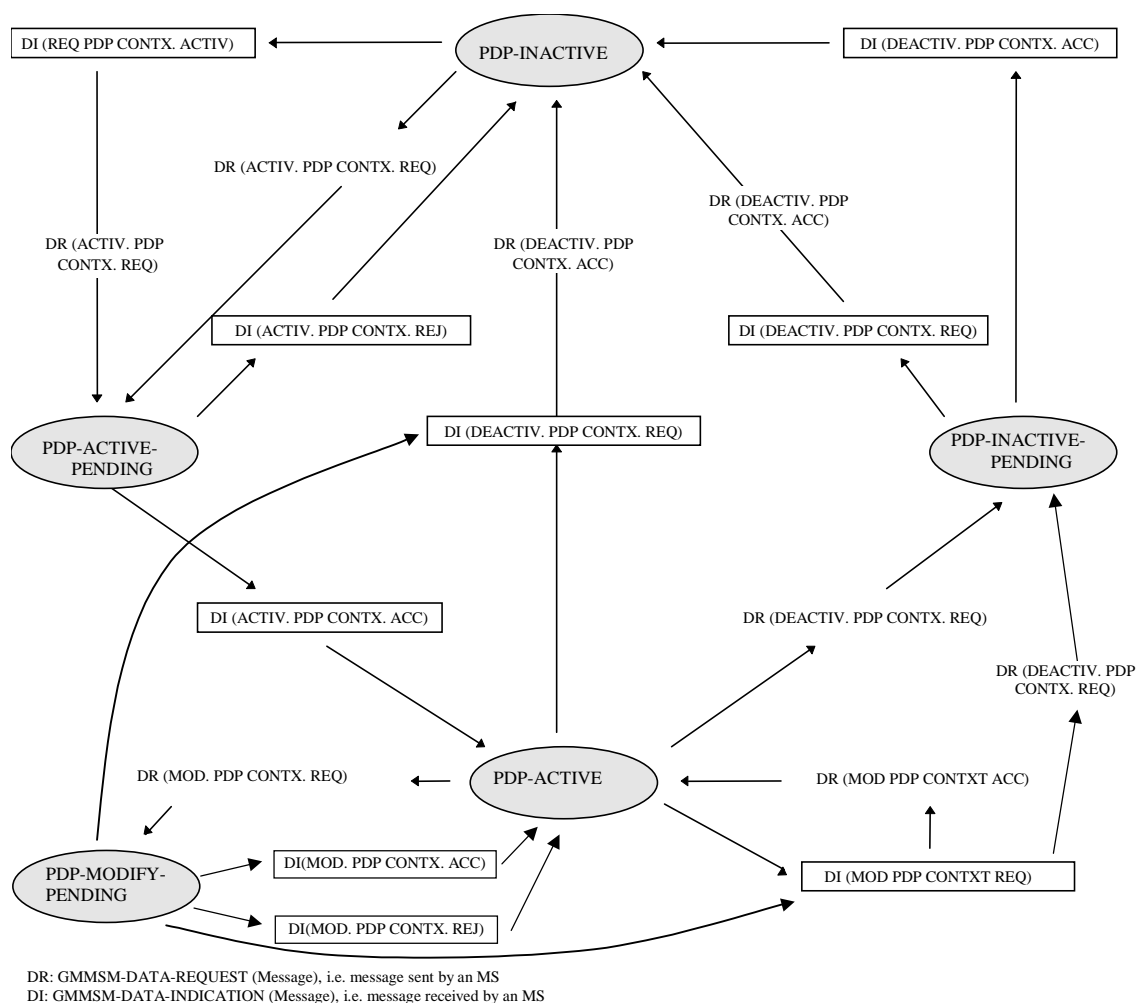 DI (REQ PDP CONTX. ACTIV)
PDP-INACTIVE
DI (DEACTIV. PDP CONTX. ACC)
DR (ACTIV. PDP CONTX. REQ)
DR (DEACTIV. PDP
CONTX. ACC)
DR (ACTIV. PDP
CONTX. REQ)
DR (DEACTIV. PDP
CONTX. ACC)
DI (ACTIV. PDP CONTX. REJ)
DI (DEACTIV. PDP CONTX. REQ)
PDP-ACTIVE-
PENDING
DI (DEACTIV. PDP CONTX. REQ)
PDP-INACTIVE-
PENDING
DI (ACTIV. PDP CONTX. ACC)
DR (DEACTIV. PDP CONTX. REQ)
DR (DEACTIV. PDP
CONTX. REQ)
DR (MOD. PDP CONTX. REQ)
PDP-ACTIVE
DR (MOD PDP CONTXT ACC)
PDP-MODIFY-
PENDING
DI(MOD. PDP CONTX. ACC)
DI (MOD PDP CONTXT REQ)
DI(MOD. PDP CONTX. REJ)
DR: GMMSM-DATA-REQUEST (Message), i.e. message sent by an MS
DI: GMMSM-DATA-INDICATION (Message), i.e. message received by an MS